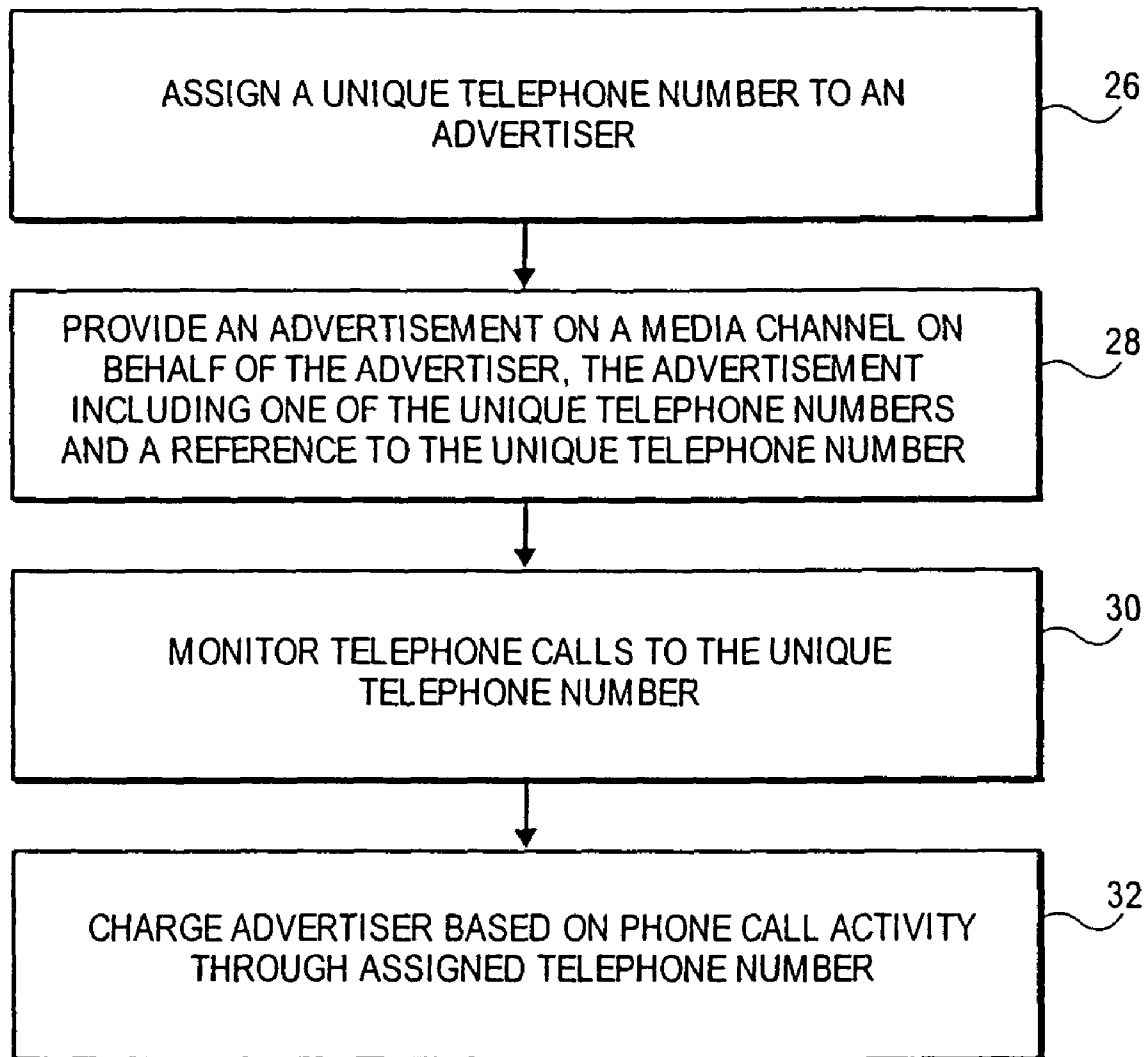 ASSIGN A UNIQUE TELEPHONE NUMBER TO AN
ADVERTISER
26
PROVIDE AN ADVERTISEMENT ON A MEDIA CHANNEL ON
BEHALF OF THE ADVERTISER, THE ADVERTISEMENT
INCLUDING ONE OF THE UNIQUE TELEPHONE NUMBERS
AND A REFERENCE TO THE UNIQUE TELEPHONE NUMBER
28
MONITOR TELEPHONE CALLS TO THE UNIQUE
TELEPHONE NUMBER
30
CHARGE ADVERTISER BASED ON PHONE CALL ACTIVITY
THROUGH ASSIGNED TELEPHONE NUMBER
32